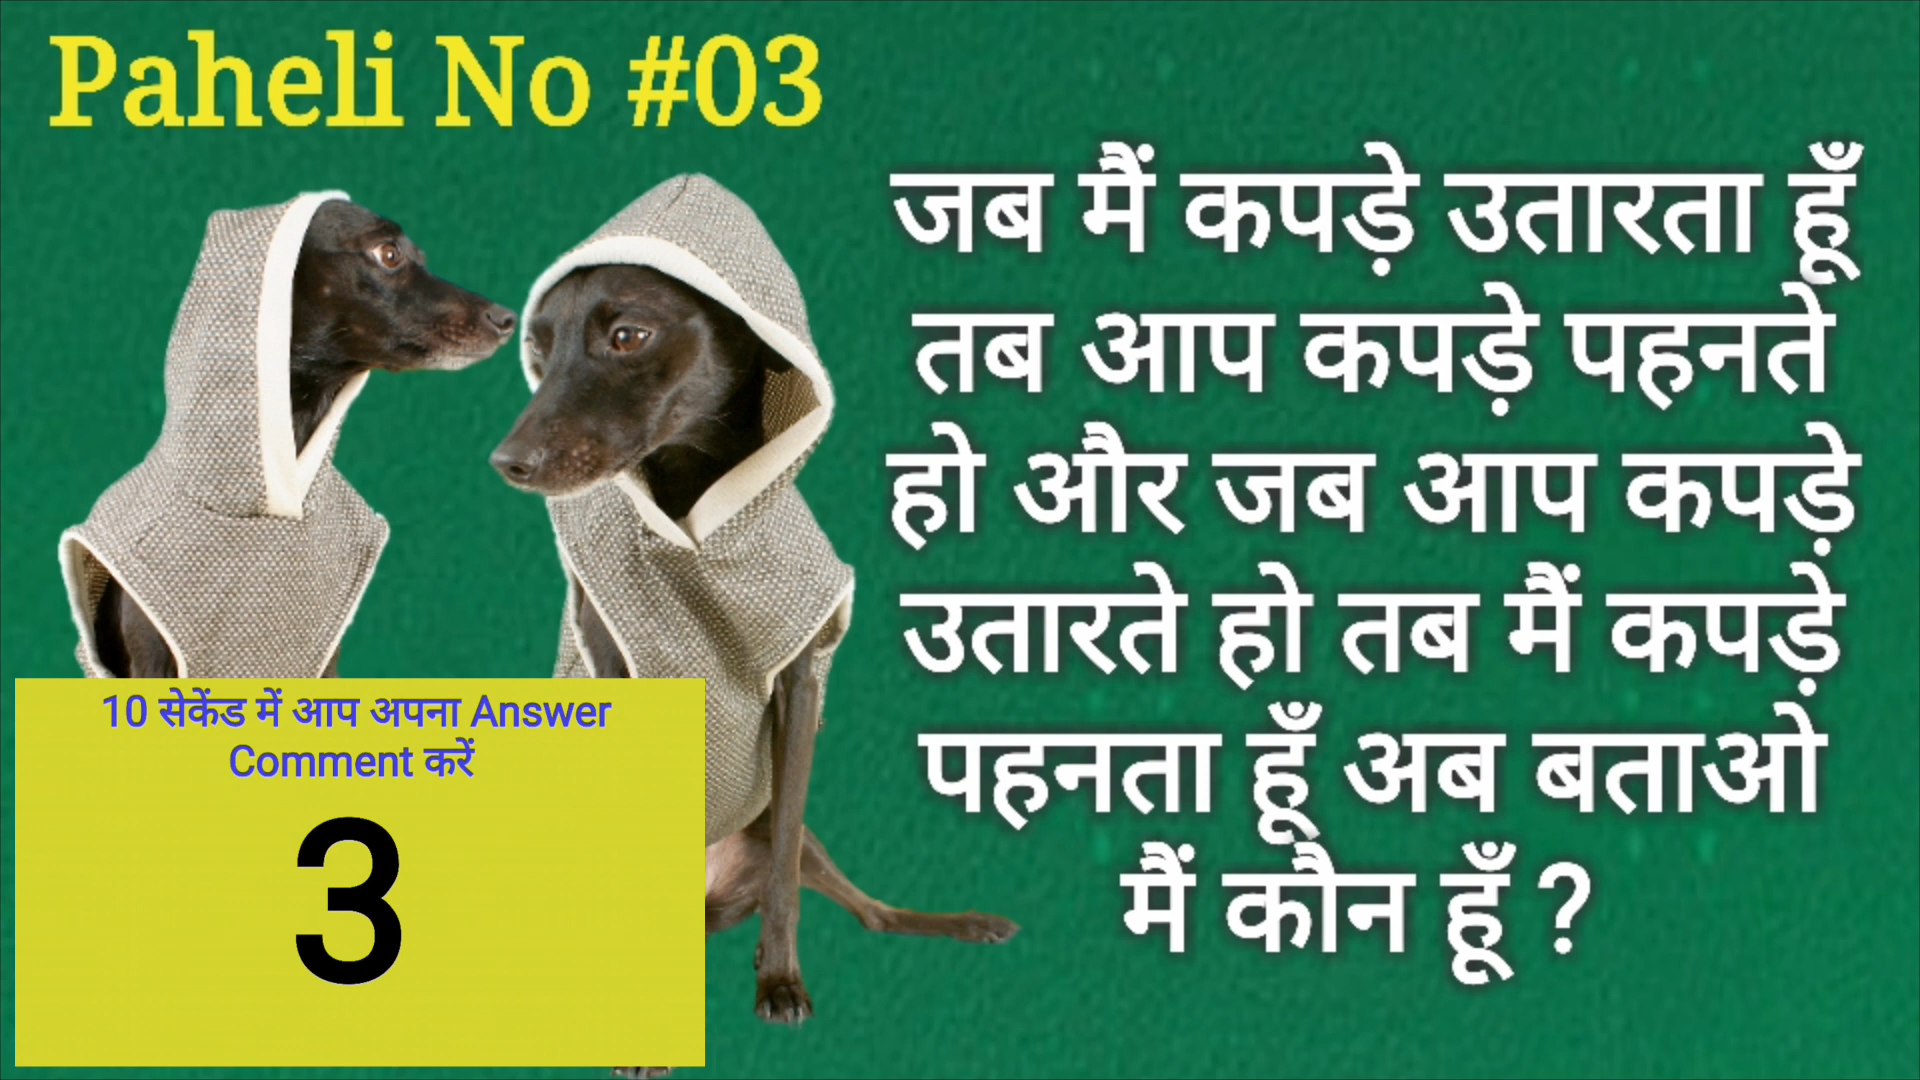 Paheli No #03
जब मैं कपड़े उतारता हूँ
तब आप कपड़े पहनते
हो और जब आप कपड़े
उतारते हो तब मैं कपड़े
पहनता हूँ अब बताओ
मैं कौन हूँ ?
10 सेकेंड में आप अपना Answer
Comment करें
3